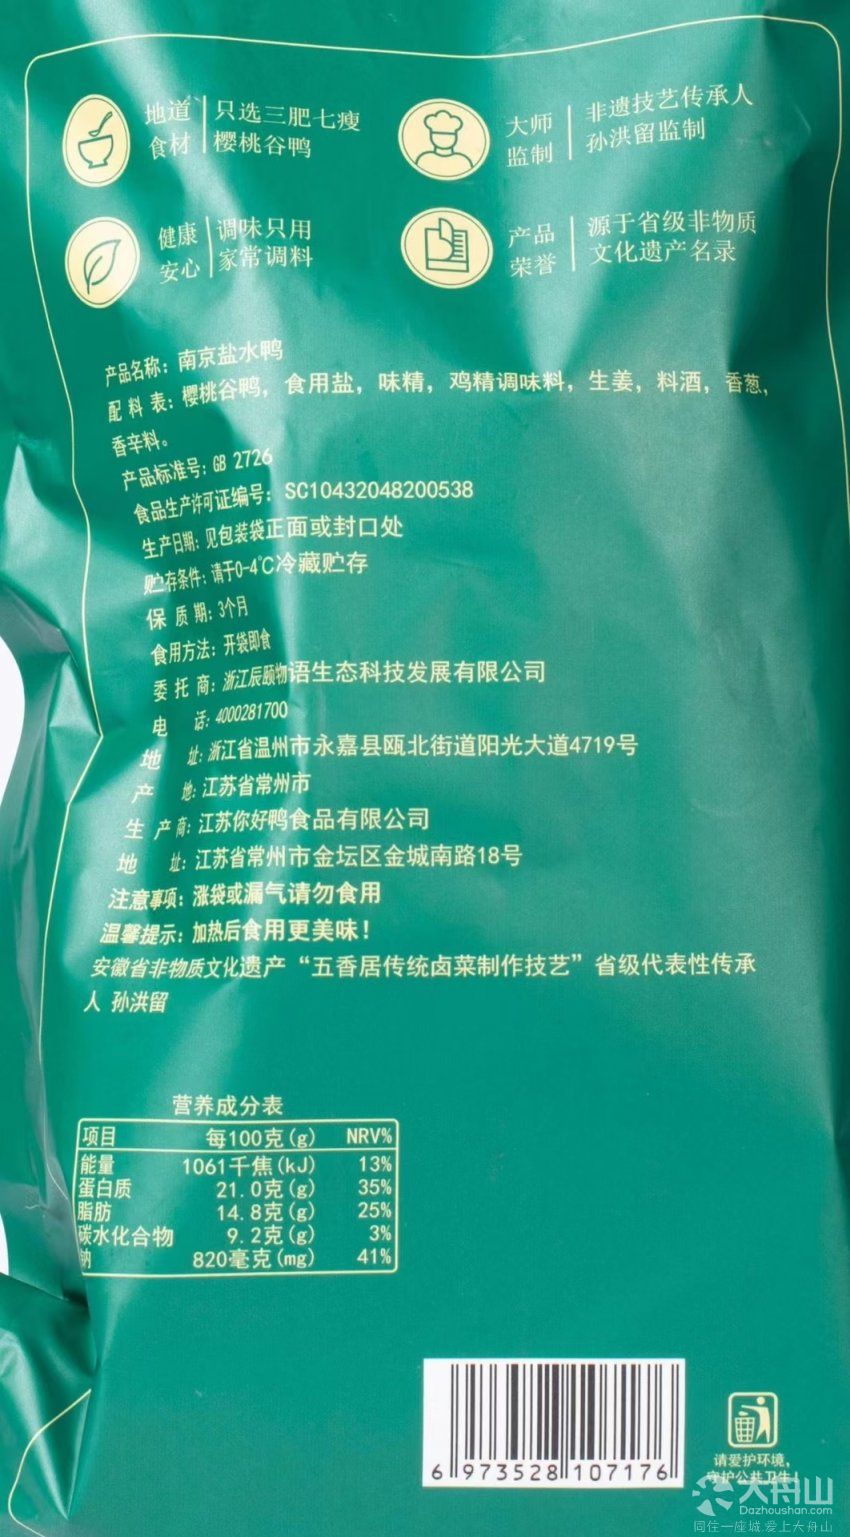 地道
食材
只选三肥七瘦
樱桃谷鸭
大师
监制
非遗技艺传承人
孙洪留监制
健康
安心
调味只用
家常调料
产品
荣誉
源于省级非物质
文化遗产名录
产品名称：南京盐水鸭
配 料 表：樱桃谷鸭，食用盐，味精，鸡精调味料，生姜，料酒，香葱，
香辛料。
产品标准号：GB 2726
食品生产许可证编号：SC10432048200538
生产日期：见包装袋正面或封口处
贮存条件：请于0-4℃冷藏贮存
保 质 期：3个月
食用方法：开袋即食
委 托 商：浙江辰颐物语生态科技发展有限公司
电 话：4000281700
地 址：浙江省温州市永嘉县瓯北街道阳光大道4719号
产 地：江苏省常州市
生 产 商：江苏你好鸭食品有限公司
地 址：江苏省常州市金坛区金城南路18号
注意事项：涨袋或漏气请勿食用
温馨提示：加热后食用更美味！
安徽省非物质文化遗产“五香居传统卤菜制作技艺”省级代表性传承
人 孙洪留
营养成分表
项目 每100克(g) NRV%
能量 1061千焦(kJ) 13%
蛋白质 21.0克(g) 35%
脂肪 14.8克(g) 25%
碳水化合物 9.2克(g) 3%
钠 820毫克(mg) 41%
6 973528 107176
请爱护环境，
守护公共卫生！
大舟山
Dazhoushan.com
同住一座城.爱上大舟山